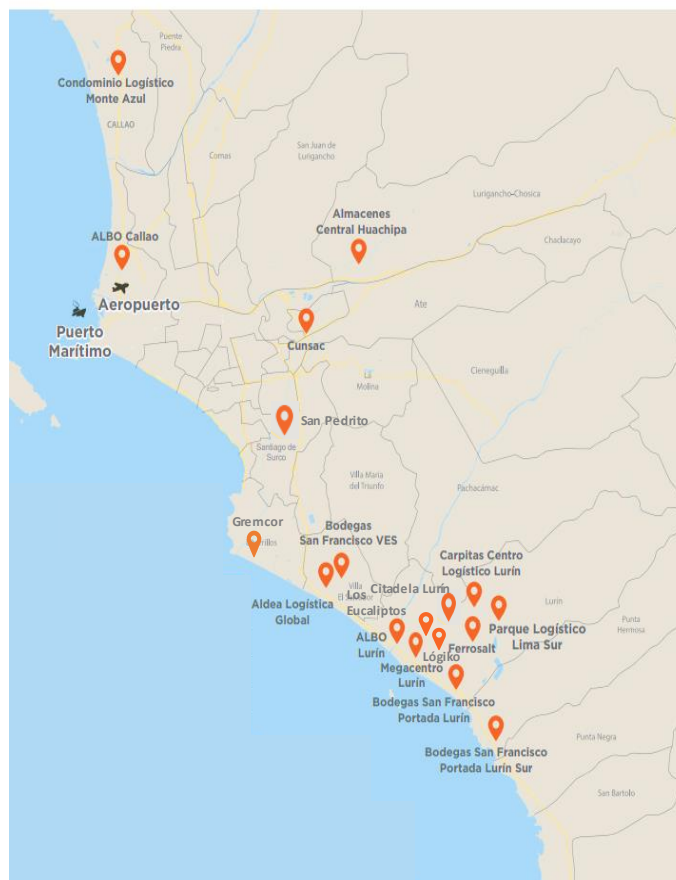 Puente
Piedra
Condominio Logístico
Monte Azul
CALLAO
Comas
San Juan de
Lurigancho
Lurigancho-Chosica
Almacenes
Central Huachipa
ALBO Callao
Chaclacayo
Aeropuerto
Ate
Puerto
Marítimo
Cunsac
La
Molina
Cieneguilla
San Pedrito
Santiago de
Surco
Villa María
del Triunfo
Pachacámac
Gremcor
Bodegas
San Francisco VES
Carpitas Centro
Logístico Lurín
Villa
El Salvador
Los
Eucaliptos
Citadela Lurín
Aldea Logística
Global
Lurín
Punta
Hermosa
Parque Logístico
Lima Sur
ALBO
Lurín
Ferrosalt
Lógiko
Megacentro
Lurín
Bodegas San Francisco
Portada Lurín
Punta Negra
Bodegas San Francisco
Portada Lurín Sur
San Bartolo